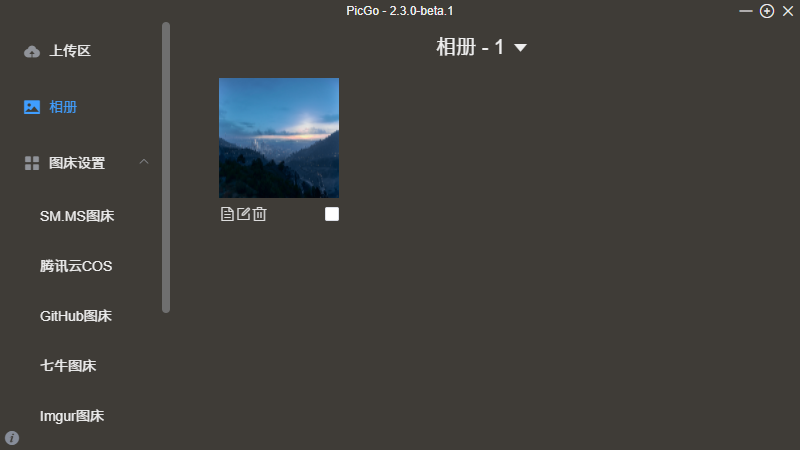 PicGo - 2.3.0-beta.1
上传区
相册
图床设置
SM.MS图床
腾讯云COS
GitHub图床
七牛图床
Imgur图床
相册 - 1